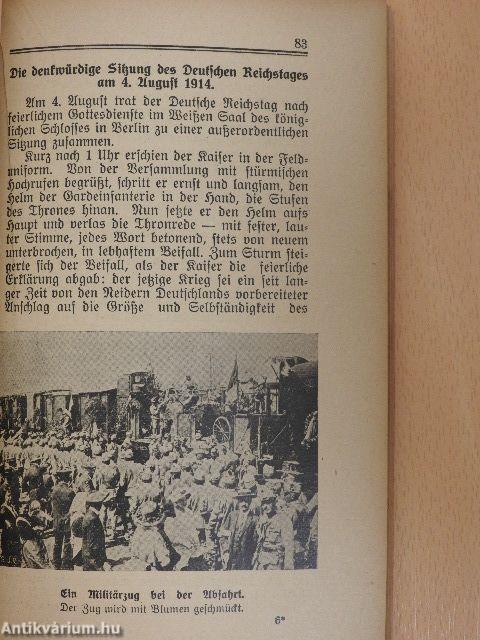 83
Die denkwürdige Sitzung des Deutschen Reichstages
am 4. August 1914.
Am 4. August trat der Deutsche Reichstag nach
feierlichem Gottesdienste im Weißen Saal des könig-
lichen Schlosses in Berlin zu einer außerordentlichen
Sitzung zusammen.
Kurz nach 1 Uhr erschien der Kaiser in der Feld-
uniform. Von der Versammlung mit stürmischen
Hochrufen begrüßt, schritt er ernst und langsam, den
Helm der Gardeinfanterie in der Hand, die Stufen
des Thrones hinan. Nun setzte er den Helm aufs
Haupt und verlas die Thronrede — mit fester, lau-
ter Stimme, jedes Wort betonend, stets von neuem
unterbrochen, in lebhaftem Beifall. Zum Sturm stei-
gerte sich der Beifall, als der Kaiser die feierliche
Erklärung abgab: der jetzige Krieg sei ein seit lan-
ger Zeit von den Neidern Deutschlands vorbereiteter
Anschlag auf die Größe und Selbständigkeit des
Ein Militärzug bei der Abfahrt.
Der Zug wird mit Blumen geschmückt.
6*
Antikvárium.hu